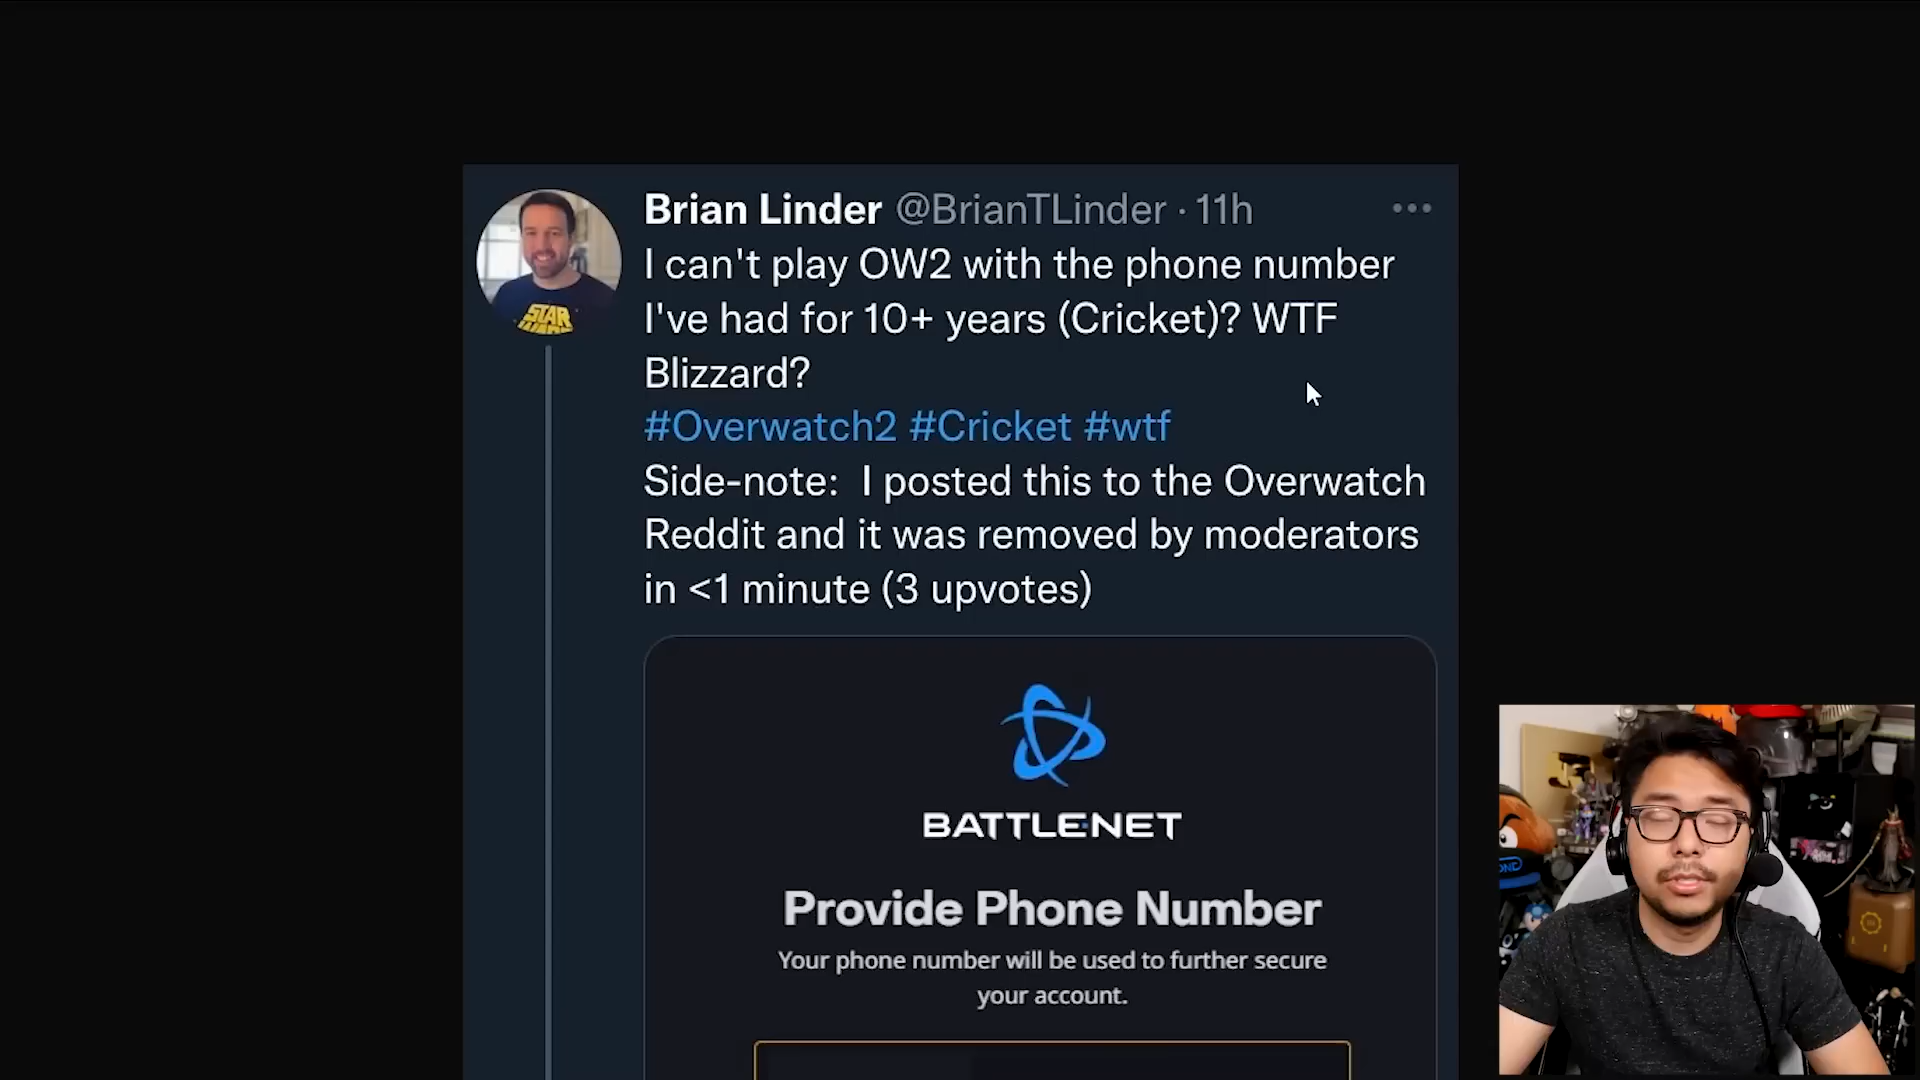 Brian Linder @BrianTLinder · 11h
I can't play OW2 with the phone number
I've had for 10+ years (Cricket)? WTF
Blizzard?
#Overwatch2 #Cricket #wtf
Side-note:  I posted this to the Overwatch
Reddit and it was removed by moderators
in <1 minute (3 upvotes)
STAR
WARS
BATTLE.NET
Provide Phone Number
Your phone number will be used to further secure
your account.